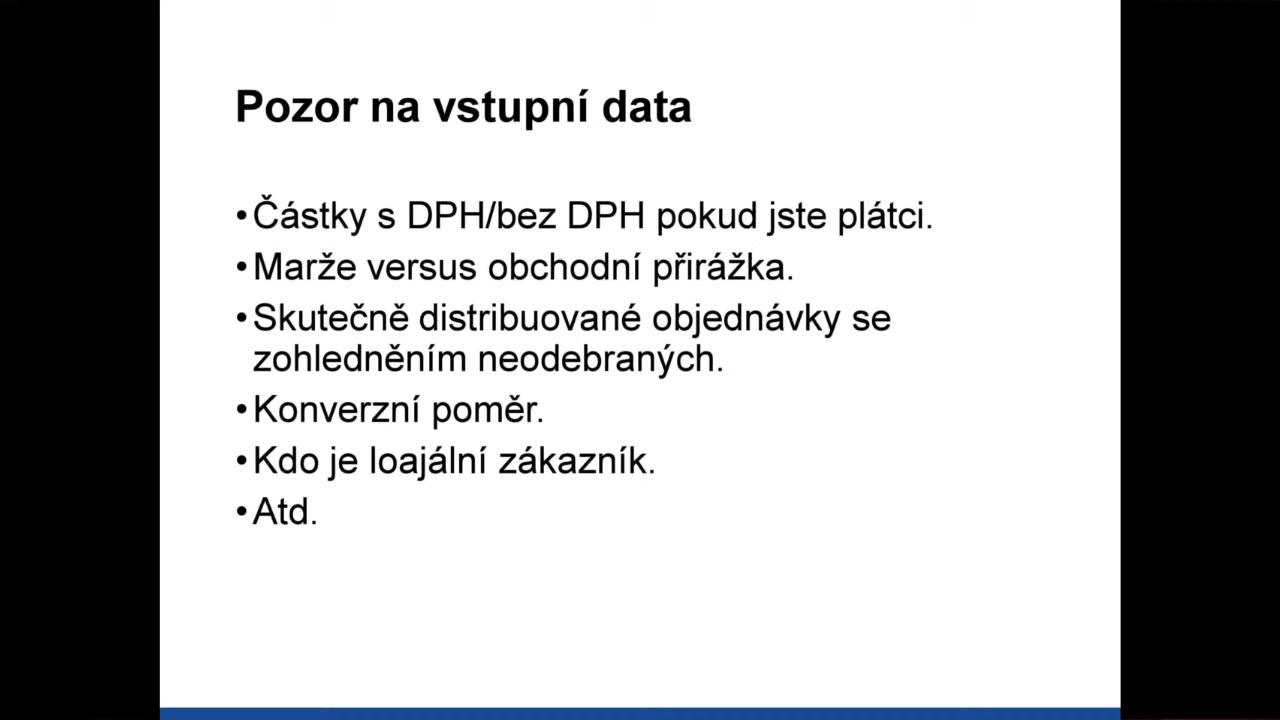 Pozor na vstupní data
•Částky s DPH/bez DPH pokud jste plátci.
•Marže versus obchodní přirážka.
•Skutečně distribuované objednávky se
zohledněním neodebraných.
•Konverzní poměr.
•Kdo je loajální zákazník.
•Atd.